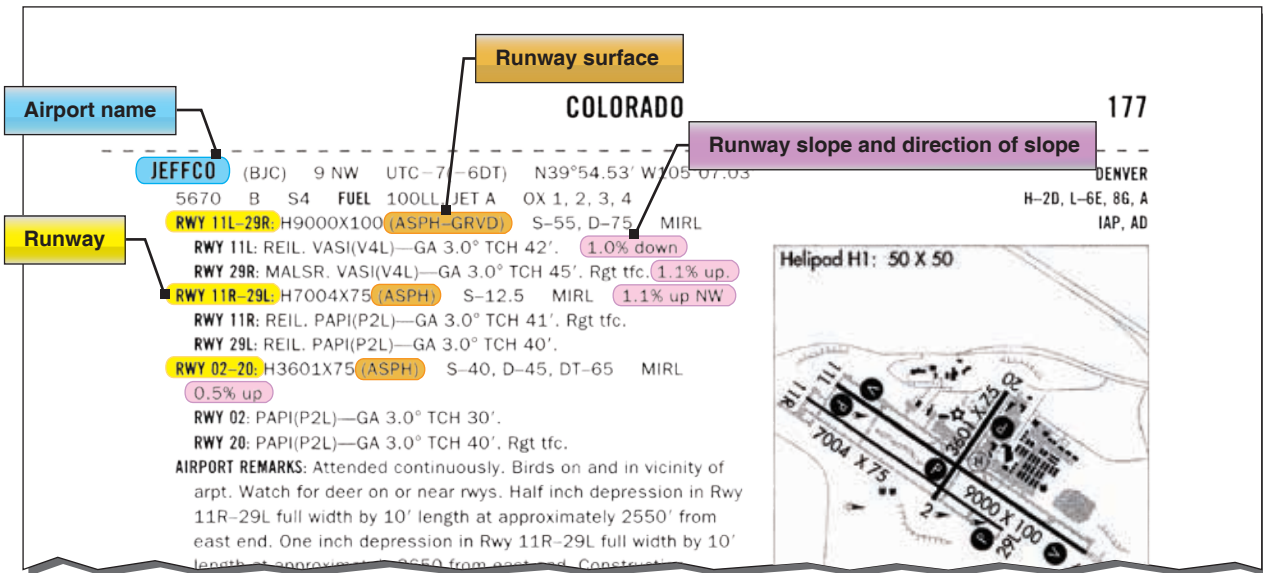 Runway surface
Airport name
COLORADO 177
Runway slope and direction of slope
JEFFCO (BJC) 9 NW UTC–7(–6DT) N39°54.53′ W105°07.03′ DENVER
5670 B S4 FUEL 100LL, JET A OX 1, 2, 3, 4 H–2D, L–6E, 8G, A
RWY 11L–29R: H9000X100 (ASPH–GRVD) S–55, D–75 MIRL IAP, AD
Runway
RWY 11L: REIL. VASI(V4L)—GA 3.0° TCH 42′. 1.0% down
RWY 29R: MALSR. VASI(V4L)—GA 3.0° TCH 45′. Rgt tfc. 1.1% up.
RWY 11R–29L: H7004X75 (ASPH) S–12.5 MIRL 1.1% up NW
RWY 11R: REIL. PAPI(P2L)—GA 3.0° TCH 41′. Rgt tfc.
RWY 29L: REIL. PAPI(P2L)—GA 3.0° TCH 40′.
RWY 02–20: H3601X75 (ASPH) S–40, D–45, DT–65 MIRL
0.5% up
RWY 02: PAPI(P2L)—GA 3.0° TCH 30′.
RWY 20: PAPI(P2L)—GA 3.0° TCH 40′. Rgt tfc.
AIRPORT REMARKS: Attended continuously. Birds on and in vicinity of
arpt. Watch for deer on or near rwys. Half inch depression in Rwy
11R–29L full width by 10′ length at approximately 2550′ from
east end. One inch depression in Rwy 11R–29L full width by 10′
length at approximately 2650 from east end.
Helipad H1: 50 X 50
11L
11R
20
V
P
P
3601 X 75
7004 X 75
H
P
9000 X 100
2
P
29L
V